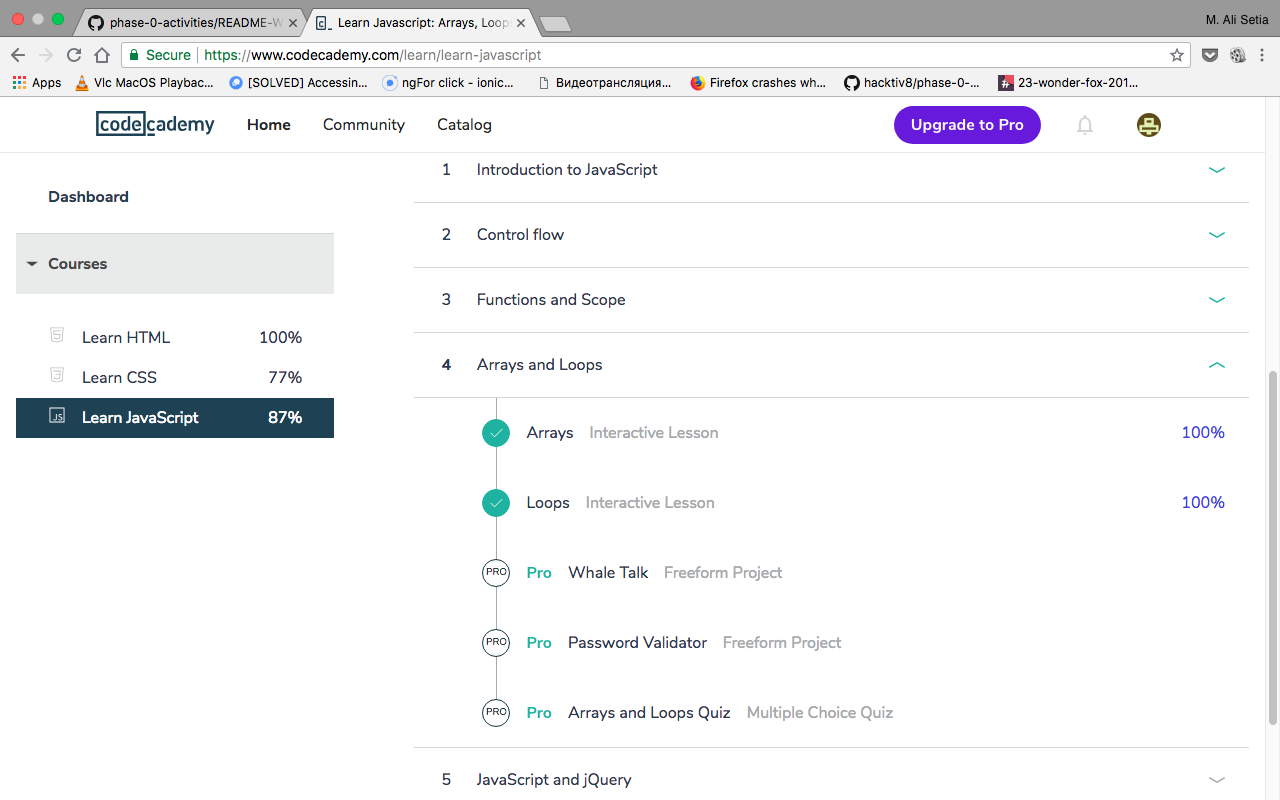 phase-0-activities/README-W
Learn Javascript: Arrays, Loop
M. Ali Setia
Secure https://www.codecademy.com/learn/learn-javascript
Apps Vlc MacOS Playbac... [SOLVED] Accessin... ngFor click - ionic... Видеотрансляция... Firefox crashes wh... hacktiv8/phase-0-... 23-wonder-fox-201...
codecademy Home Community Catalog Upgrade to Pro
Dashboard
Courses
Learn HTML 100%
Learn CSS 77%
JS Learn JavaScript 87%
1 Introduction to JavaScript
2 Control flow
3 Functions and Scope
4 Arrays and Loops
Arrays Interactive Lesson 100%
Loops Interactive Lesson 100%
PRO Pro Whale Talk Freeform Project
PRO Pro Password Validator Freeform Project
PRO Pro Arrays and Loops Quiz Multiple Choice Quiz
5 JavaScript and jQuery